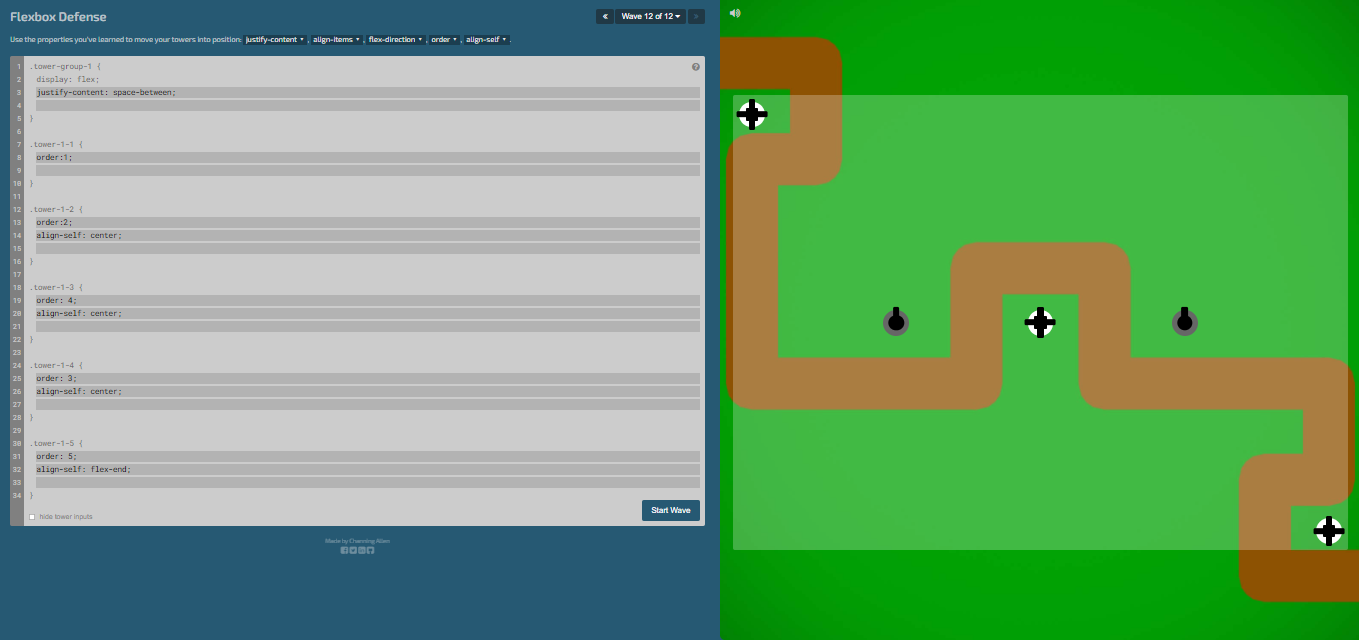 Flexbox Defense
« Wave 12 of 12 »
Use the properties you've learned to move your towers into position: justify-content , align-items , flex-direction , order , align-self .
1 .tower-group-1 {
2 display: flex;
3 justify-content: space-between;
4
5 }
6
7 .tower-1-1 {
8 order:1;
9
10 }
11
12 .tower-1-2 {
13 order:2;
14 align-self: center;
15
16 }
17
18 .tower-1-3 {
19 order: 4;
20 align-self: center;
21
22 }
23
24 .tower-1-4 {
25 order: 3;
26 align-self: center;
27
28 }
29
30 .tower-1-5 {
31 order: 5;
32 align-self: flex-end;
33
34 }
Start Wave
hide tower inputs
Made by Channing Allen